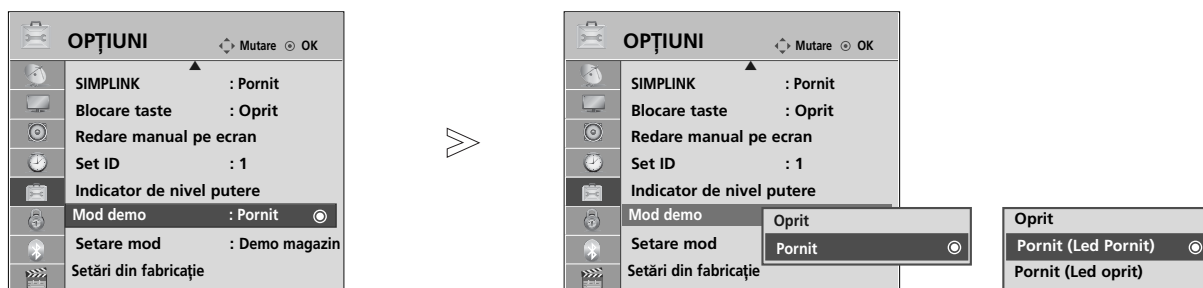 OPȚIUNI Mutare OK
SIMPLINK : Pornit
Blocare taste : Oprit
Redare manual pe ecran
Set ID : 1
Indicator de nivel putere
Mod demo : Pornit
Setare mod : Demo magazin
Setări din fabricație
OPȚIUNI Mutare OK
SIMPLINK : Pornit
Blocare taste : Oprit
Redare manual pe ecran
Set ID : 1
Indicator de nivel putere
Mod demo
Setare mod
Setări din fabricație
Oprit
Pornit
Oprit
Pornit (Led Pornit)
Pornit (Led oprit)